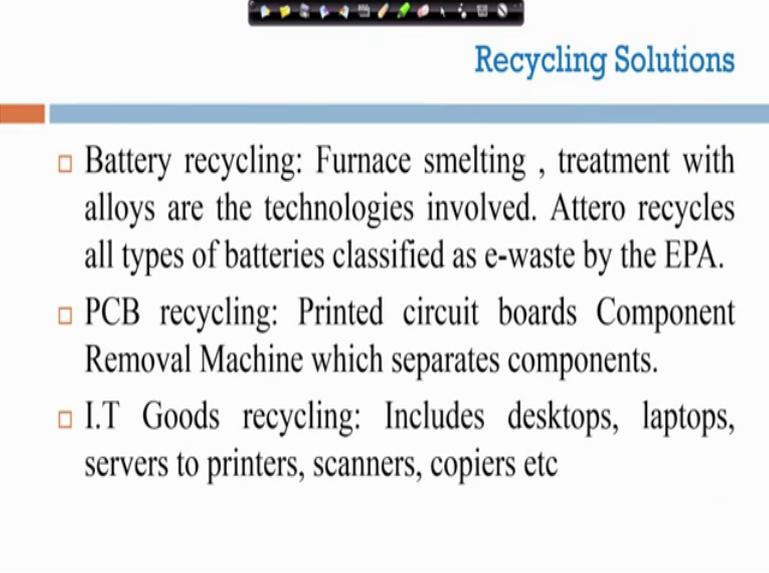 Recycling Solutions
Battery recycling: Furnace smelting , treatment with
alloys are the technologies involved. Attero recycles
all types of batteries classified as e-waste by the EPA.
PCB recycling: Printed circuit boards Component
Removal Machine which separates components.
I.T Goods recycling: Includes desktops, laptops,
servers to printers, scanners, copiers etc